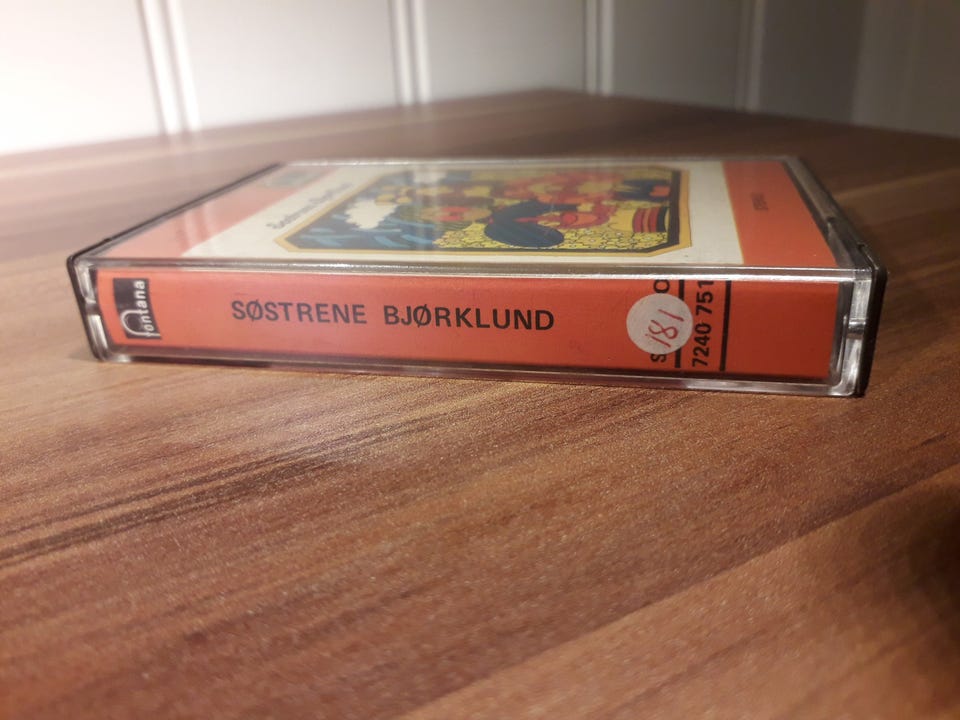 fontana
SØSTRENE BJØRKLUND
181
7240 751